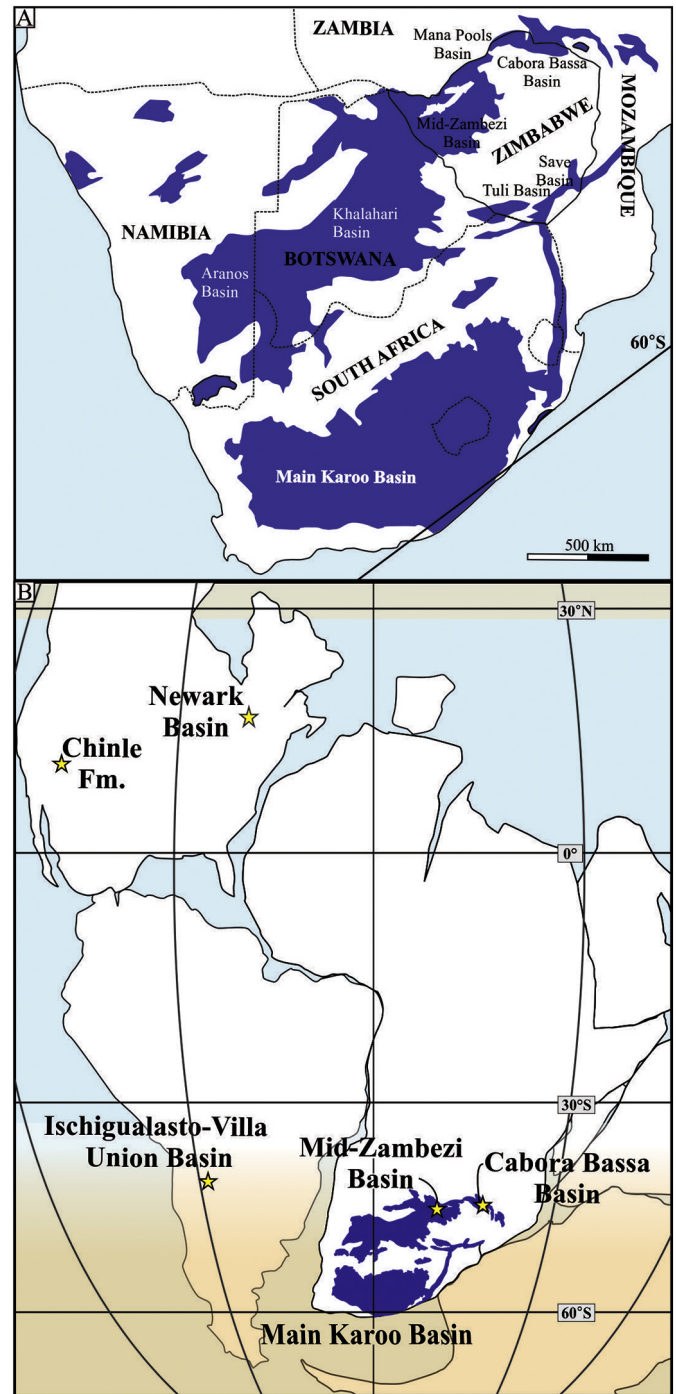 A
ZAMBIA
Mana Pools
Basin
Cabora Bassa
Basin
MOZAMBIQUE
Mid-Zambezi
Basin
ZIMBABWE
Save
Basin
Tuli Basin
Khalahari
Basin
NAMIBIA
BOTSWANA
Aranos
Basin
60°S
SOUTH AFRICA
Main Karoo Basin
500 km
B
30°N
Newark
Basin
Chinle
Fm.
0°
30°S
Ischigualasto-Villa
Union Basin
Mid-Zambezi
Basin
Cabora Bassa
Basin
60°S
Main Karoo Basin